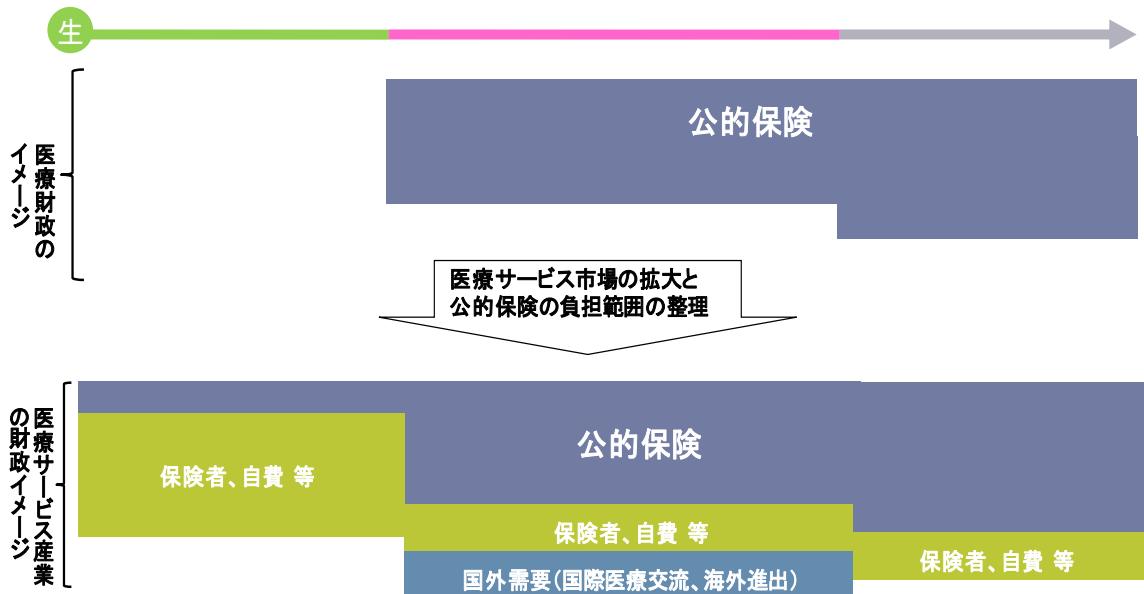 生
公的保険
医療財政の
イメージ
医療サービス市場の拡大と
公的保険の負担範囲の整理
医療サービス産業
の財政イメージ
公的保険
保険者、自費 等
保険者、自費 等
保険者、自費 等
国外需要(国際医療交流、海外進出)